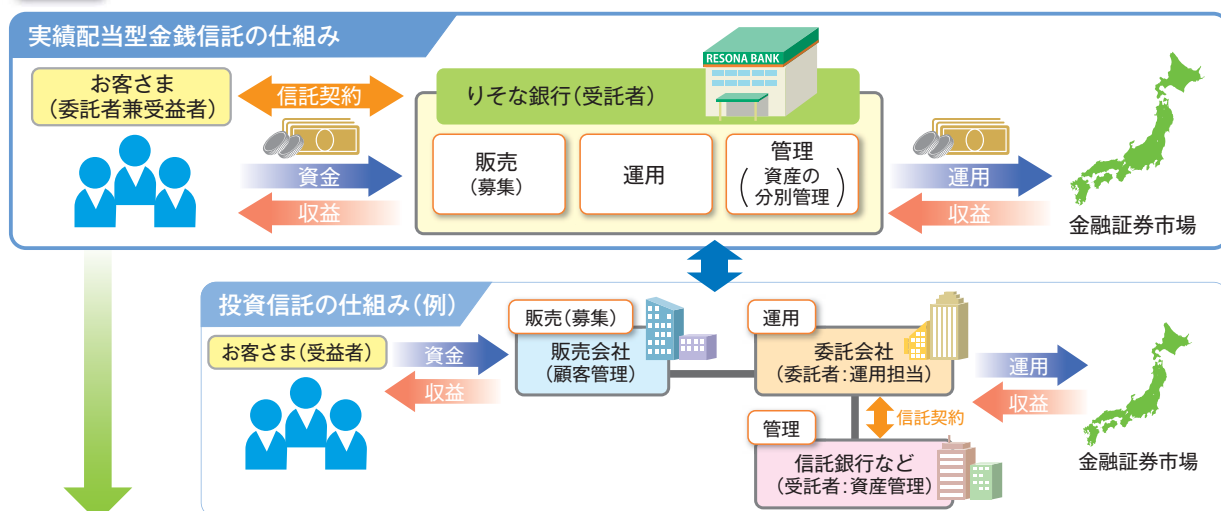 実績配当型金銭信託の仕組み
お客さま
(委託者兼受益者)
信託契約
資金
収益
りそな銀行(受託者)
RESONA BANK
販売
(募集)
運用
管理
(資産の
分別管理)
運用
収益
金融証券市場
投資信託の仕組み(例)
お客さま(受益者)
資金
収益
販売(募集)
販売会社
(顧客管理)
運用
委託会社
(委託者:運用担当)
信託契約
管理
信託銀行など
(受託者:資産管理)
運用
収益
金融証券市場